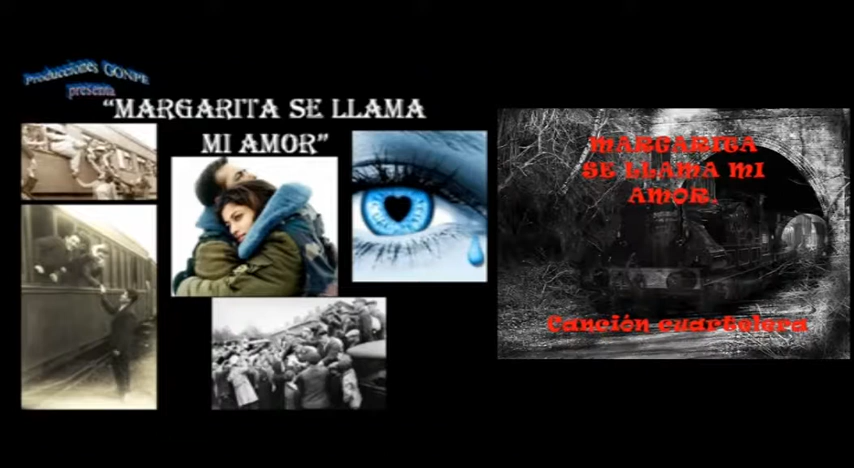 Producciones GONPE
presenta
"MARGARITA SE LLAMA
MI AMOR"
MARGARITA
SE LLAMA MI
AMOR.
Canción cuartelera